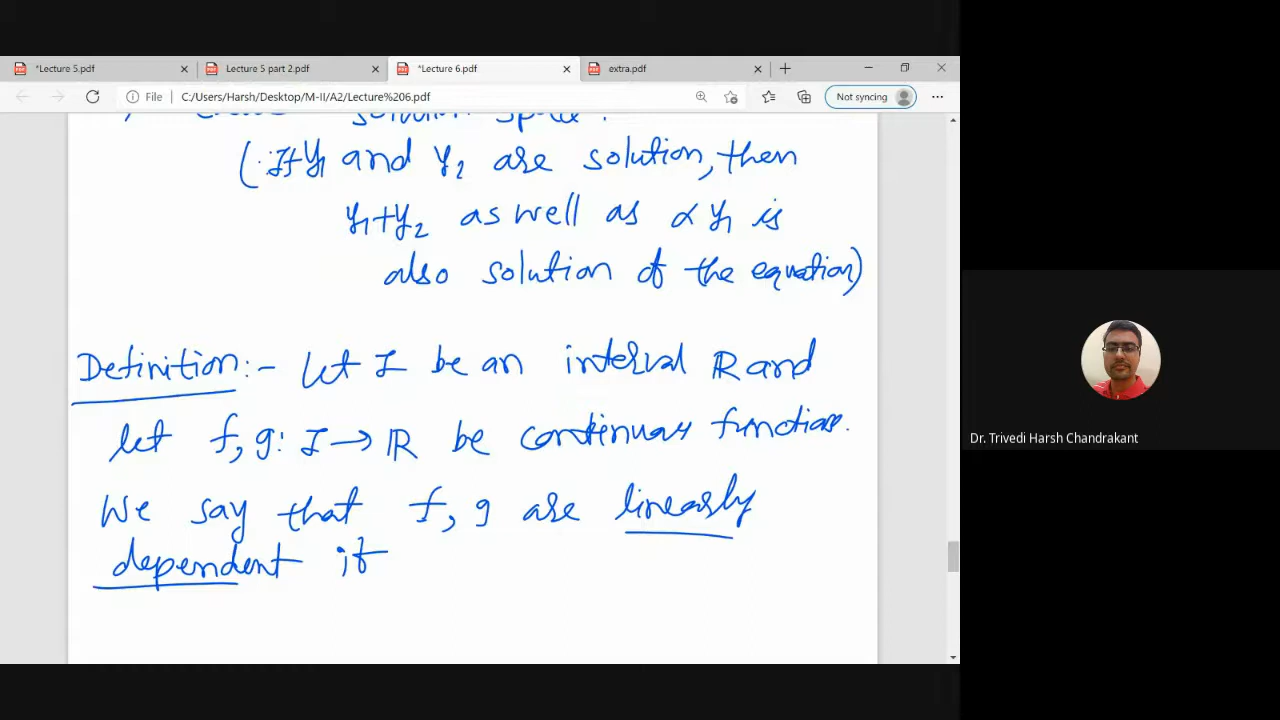 *Lecture 5.pdf
Lecture 5 part 2.pdf
*Lecture 6.pdf
extra.pdf
File
C:/Users/Harsh/Desktop/M-II/A2/Lecture%206.pdf
Not syncing
solution space.
(∵ If y1 and y2 are solution, then
y1+y2 as well as α y1 is
also solution of the equation)
Definition:- Let I be an interval R and
let f, g: I → R be continuous functions.
We say that f, g are linearly
dependent if
Dr. Trivedi Harsh Chandrakant